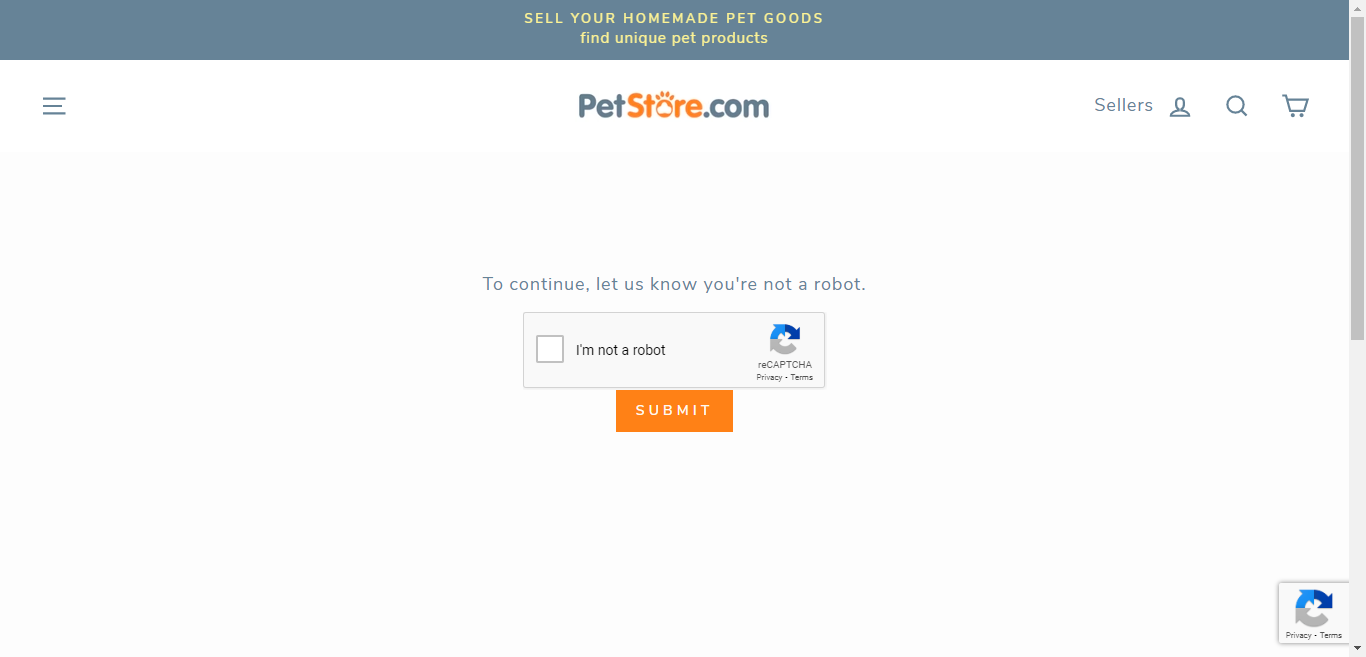 SELL YOUR HOMEMADE PET GOODS
find unique pet products
PetStore.com
Sellers
To continue, let us know you're not a robot.
I'm not a robot
reCAPTCHA
Privacy - Terms
SUBMIT
Privacy - Terms